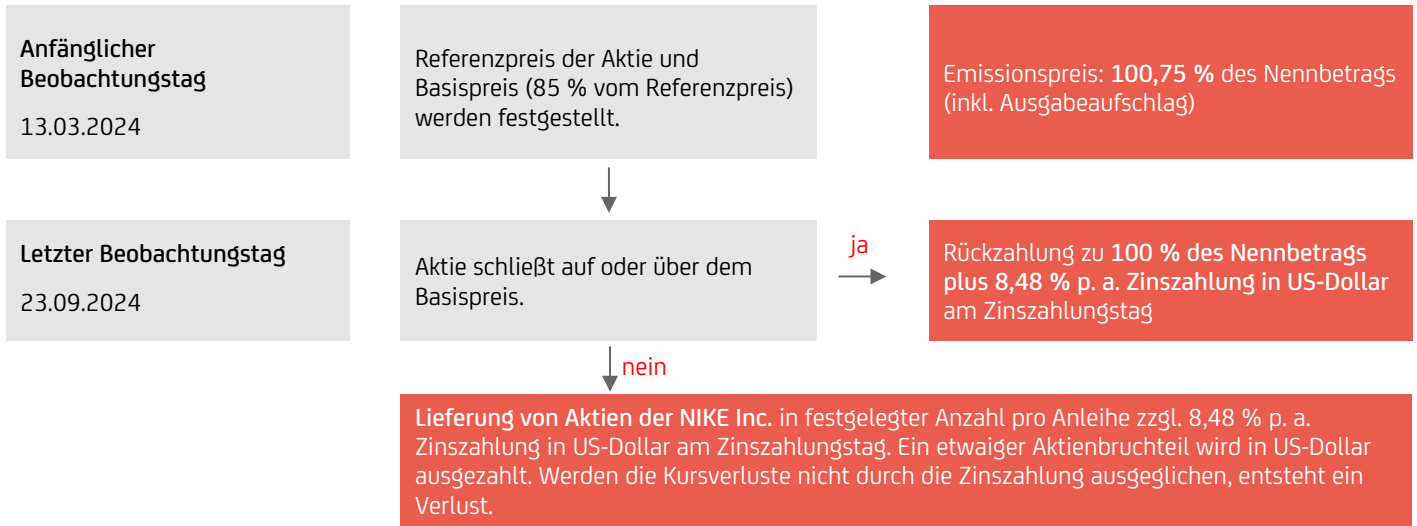 Anfänglicher
Beobachtungstag
13.03.2024
Referenzpreis der Aktie und
Basispreis (85 % vom Referenzpreis)
werden festgestellt.
Emissionspreis: 100,75 % des Nennbetrags
(inkl. Ausgabeaufschlag)
Letzter Beobachtungstag
23.09.2024
Aktie schließt auf oder über dem
Basispreis.
ja
Rückzahlung zu 100 % des Nennbetrags
plus 8,48 % p. a. Zinszahlung in US-Dollar
am Zinszahlungstag
nein
Lieferung von Aktien der NIKE Inc. in festgelegter Anzahl pro Anleihe zzgl. 8,48 % p. a.
Zinszahlung in US-Dollar am Zinszahlungstag. Ein etwaiger Aktienbruchteil wird in US-Dollar
ausgezahlt. Werden die Kursverluste nicht durch die Zinszahlung ausgeglichen, entsteht ein
Verlust.